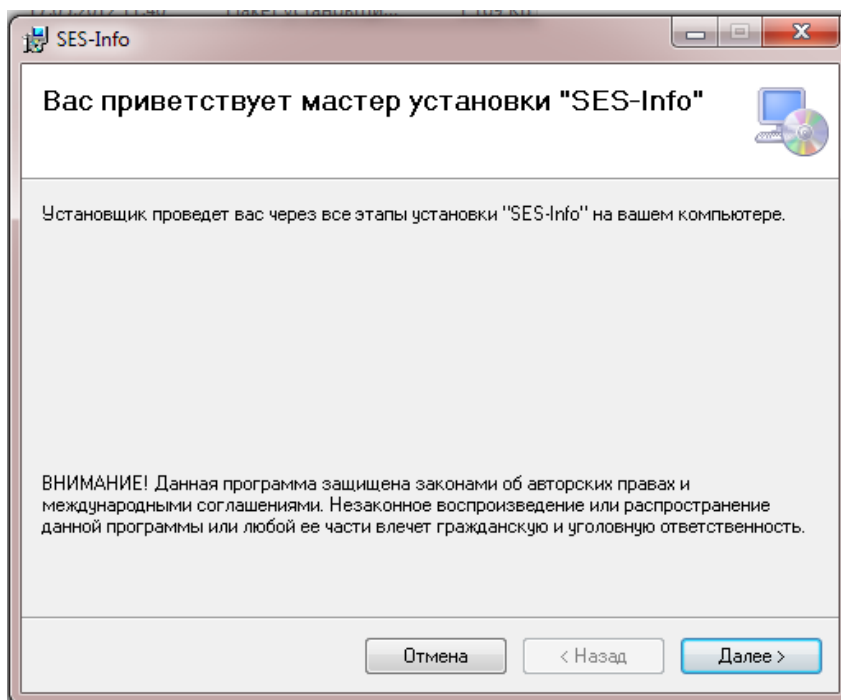 SES-Info
Вас приветствует мастер установки "SES-Info"
Установщик проведет вас через все этапы установки "SES-Info" на вашем компьютере.
ВНИМАНИЕ! Данная программа защищена законами об авторских правах и
международными соглашениями. Незаконное воспроизведение или распространение
данной программы или любой ее части влечет гражданскую и уголовную ответственность.
Отмена < Назад Далее >